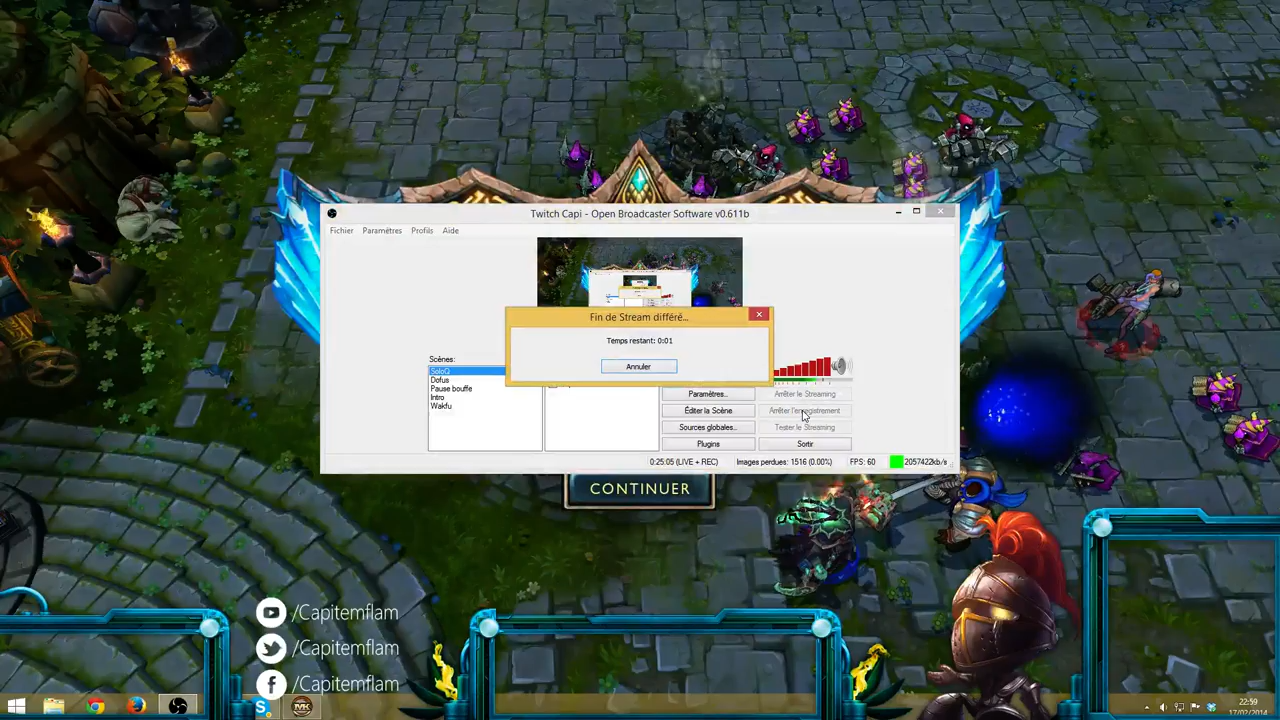 Twitch Capi - Open Broadcaster Software v0.611b
Fichier Paramètres Profils Aide
Fin de Stream différé...
Temps restant: 0:01
Annuler
Scènes:
SoloQ
Dofus
Pause bouffe
Intro
Wakfu
Paramètres... Arrêter le Streaming
Éditer la Scène Arrêter l'enregistrement
Sources globales... Tester le Streaming
Plugins Sortir
0:25:05 (LIVE + REC) Images perdues: 1516 (0.00%) FPS: 60 2057422kb/s
CONTINUER
/Capitemflam
/Capitemflam
/Capitemflam
22:59
17/02/2014